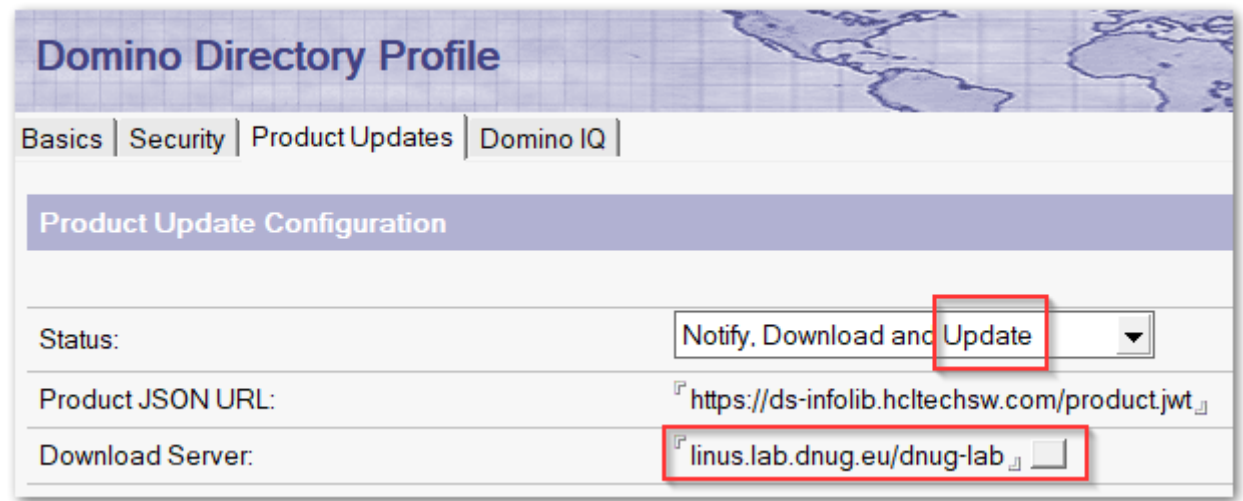 Domino Directory Profile
Basics Security Product Updates Domino IQ
Product Update Configuration
Status: Notify, Download and Update
Product JSON URL: https://ds-infolib.hcltechsw.com/product.jwt
Download Server: linus.lab.dnug.eu/dnug-lab